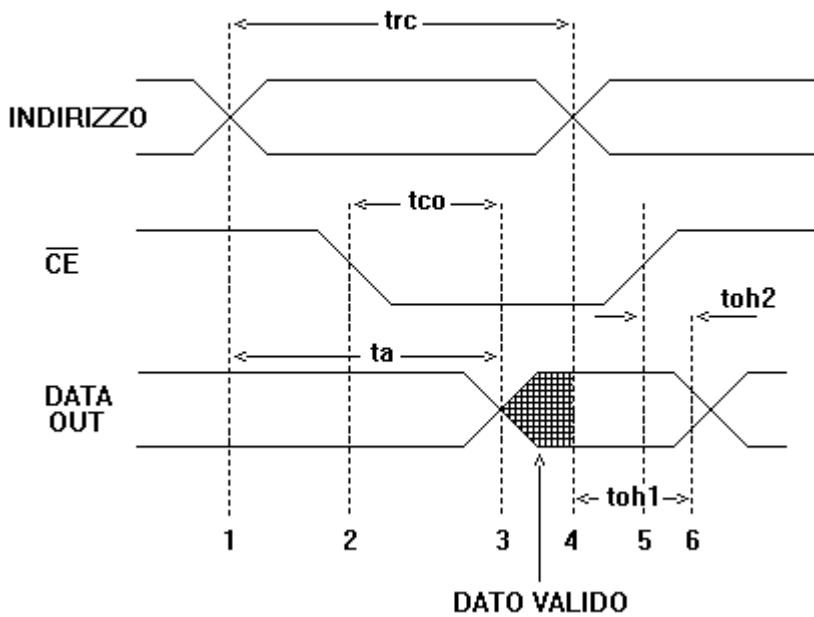 trc
INDIRIZZO
tco
CE
toh2
ta
DATA
OUT
toh1
1 2 3 4 5 6
DATO VALIDO